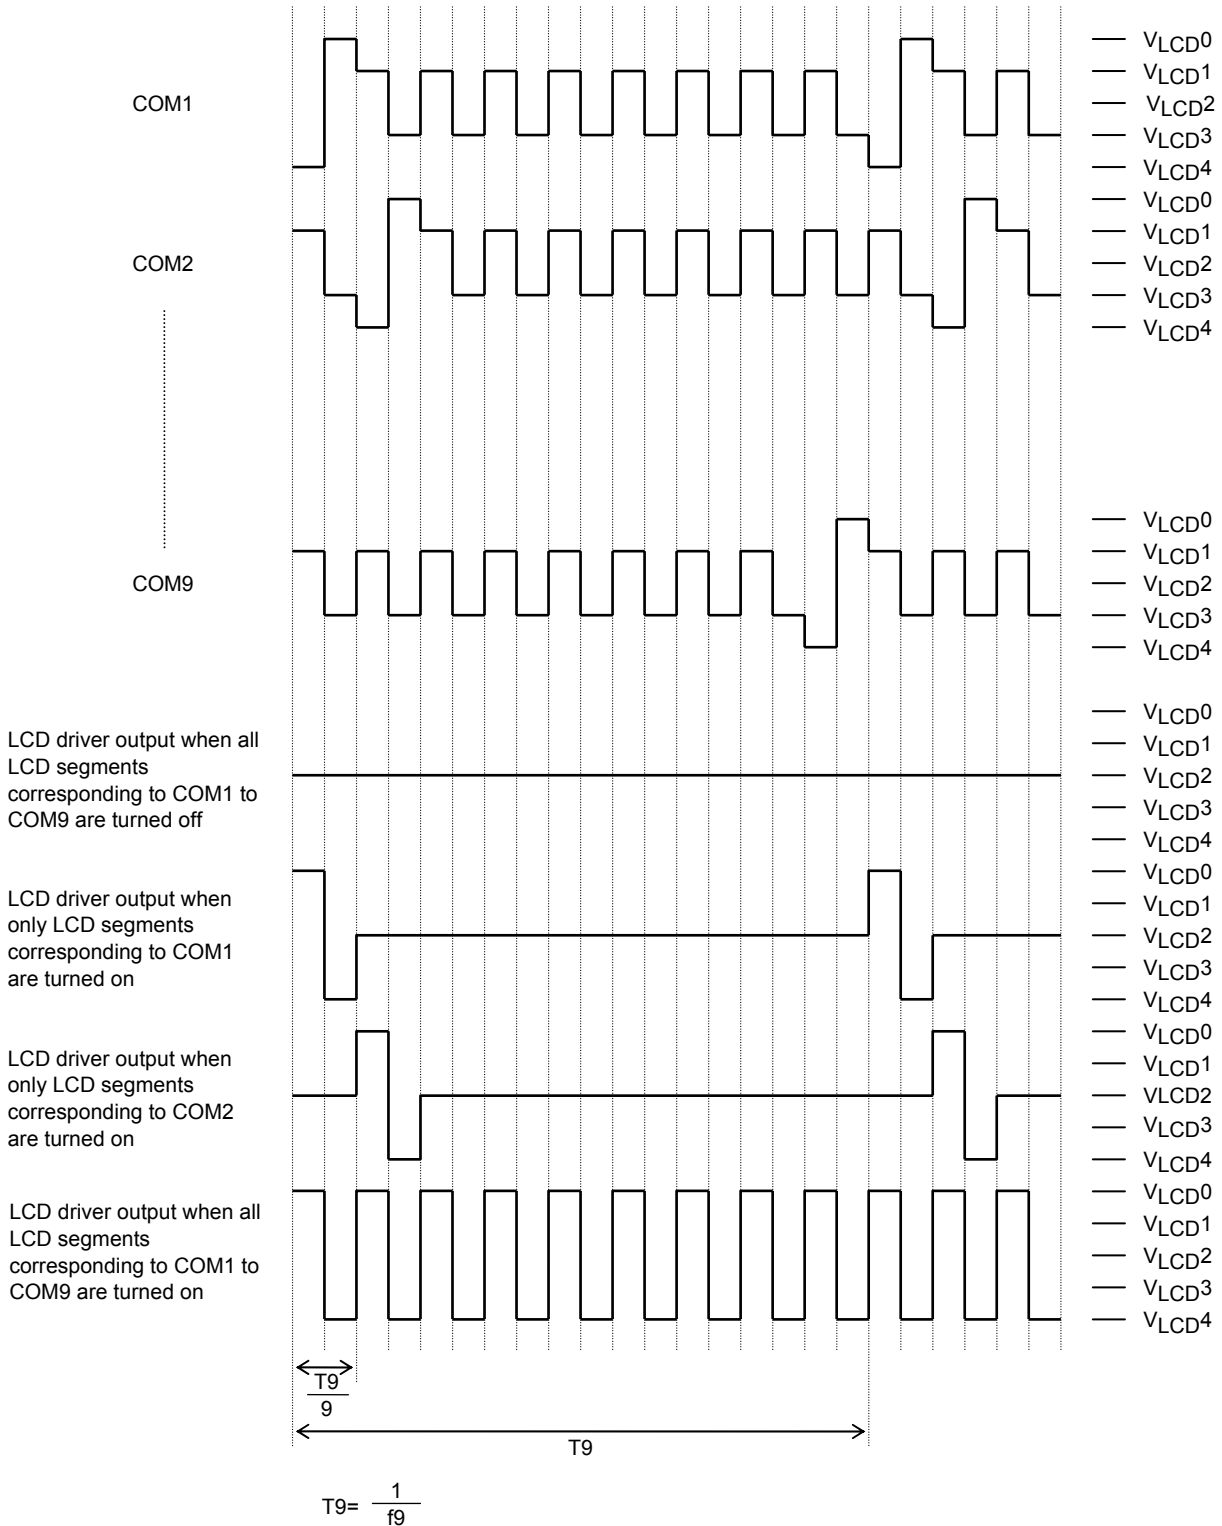 COM1
VLCD0
VLCD1
VLCD2
VLCD3
VLCD4
COM2
VLCD0
VLCD1
VLCD2
VLCD3
VLCD4
COM9
VLCD0
VLCD1
VLCD2
VLCD3
VLCD4
LCD driver output when all
LCD segments
corresponding to COM1 to
COM9 are turned off
VLCD0
VLCD1
VLCD2
VLCD3
VLCD4
LCD driver output when
only LCD segments
corresponding to COM1
are turned on
VLCD0
VLCD1
VLCD2
VLCD3
VLCD4
LCD driver output when
only LCD segments
corresponding to COM2
are turned on
VLCD0
VLCD1
VLCD2
VLCD3
VLCD4
LCD driver output when all
LCD segments
corresponding to COM1 to
COM9 are turned on
VLCD0
VLCD1
VLCD2
VLCD3
VLCD4
T9
9
T9
T9= 1
f9